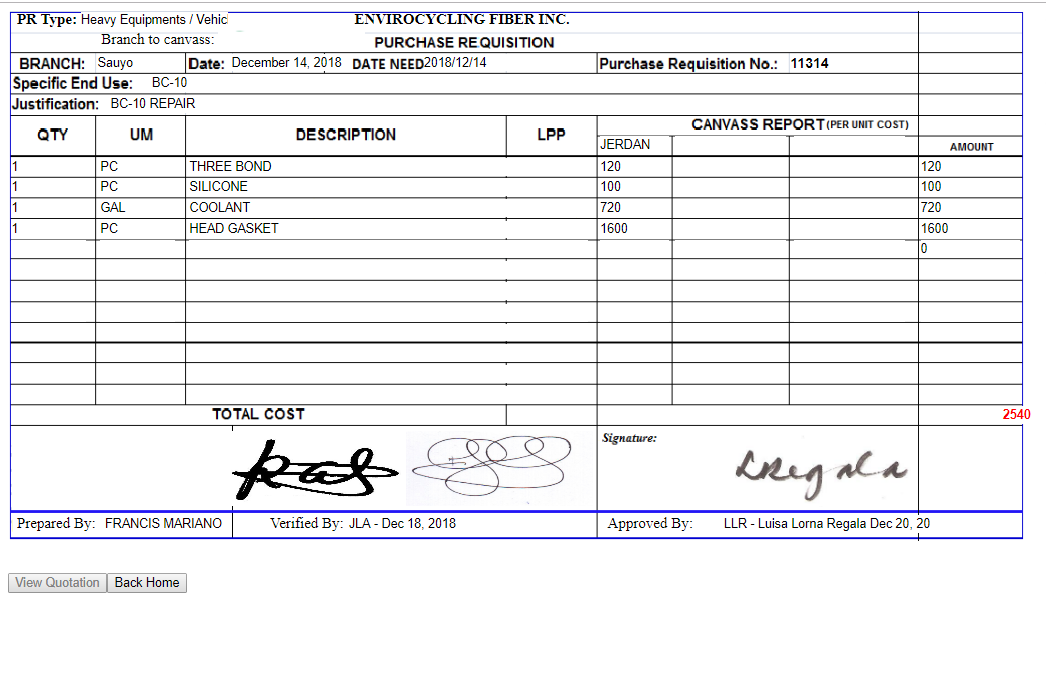 PR Type: Heavy Equipments / Vehic ENVIROCYCLING FIBER INC.
Branch to canvass: PURCHASE REQUISITION
BRANCH: Sauyo Date: December 14, 2018 DATE NEED 2018/12/14 Purchase Requisition No.: 11314
Specific End Use: BC-10
Justification: BC-10 REPAIR
QTY UM DESCRIPTION LPP CANVASS REPORT (PER UNIT COST)
JERDAN AMOUNT
1 PC THREE BOND 120 120
1 PC SILICONE 100 100
1 GAL COOLANT 720 720
1 PC HEAD GASKET 1600 1600
0
TOTAL COST 2540
Signature:
LRegala
Prepared By: FRANCIS MARIANO Verified By: JLA - Dec 18, 2018 Approved By: LLR - Luisa Lorna Regala Dec 20, 20
View Quotation Back Home